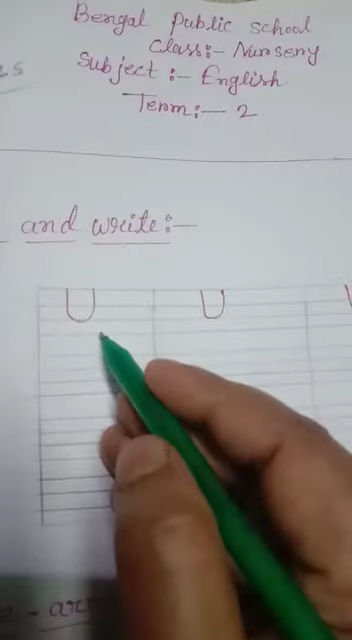 Bengal Public school
Class:- Nursery
Subject:- English
Term:- 2
and write:-
U U